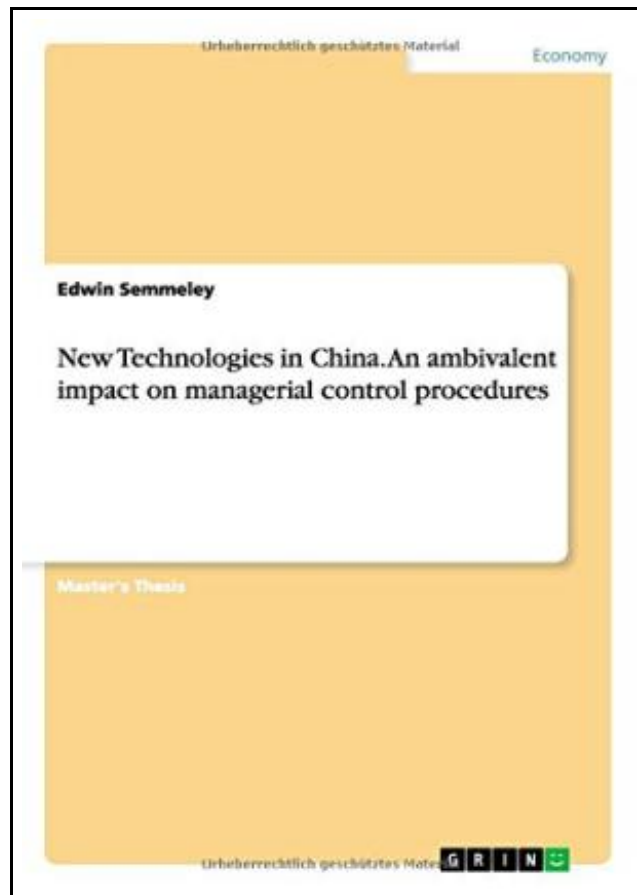 Urheberrechtlich geschütztes Material
Economy
Edwin Semmeley
New Technologies in China. An ambivalent
impact on managerial control procedures
Master's Thesis
Urheberrechtlich geschütztes Mate
GRIN